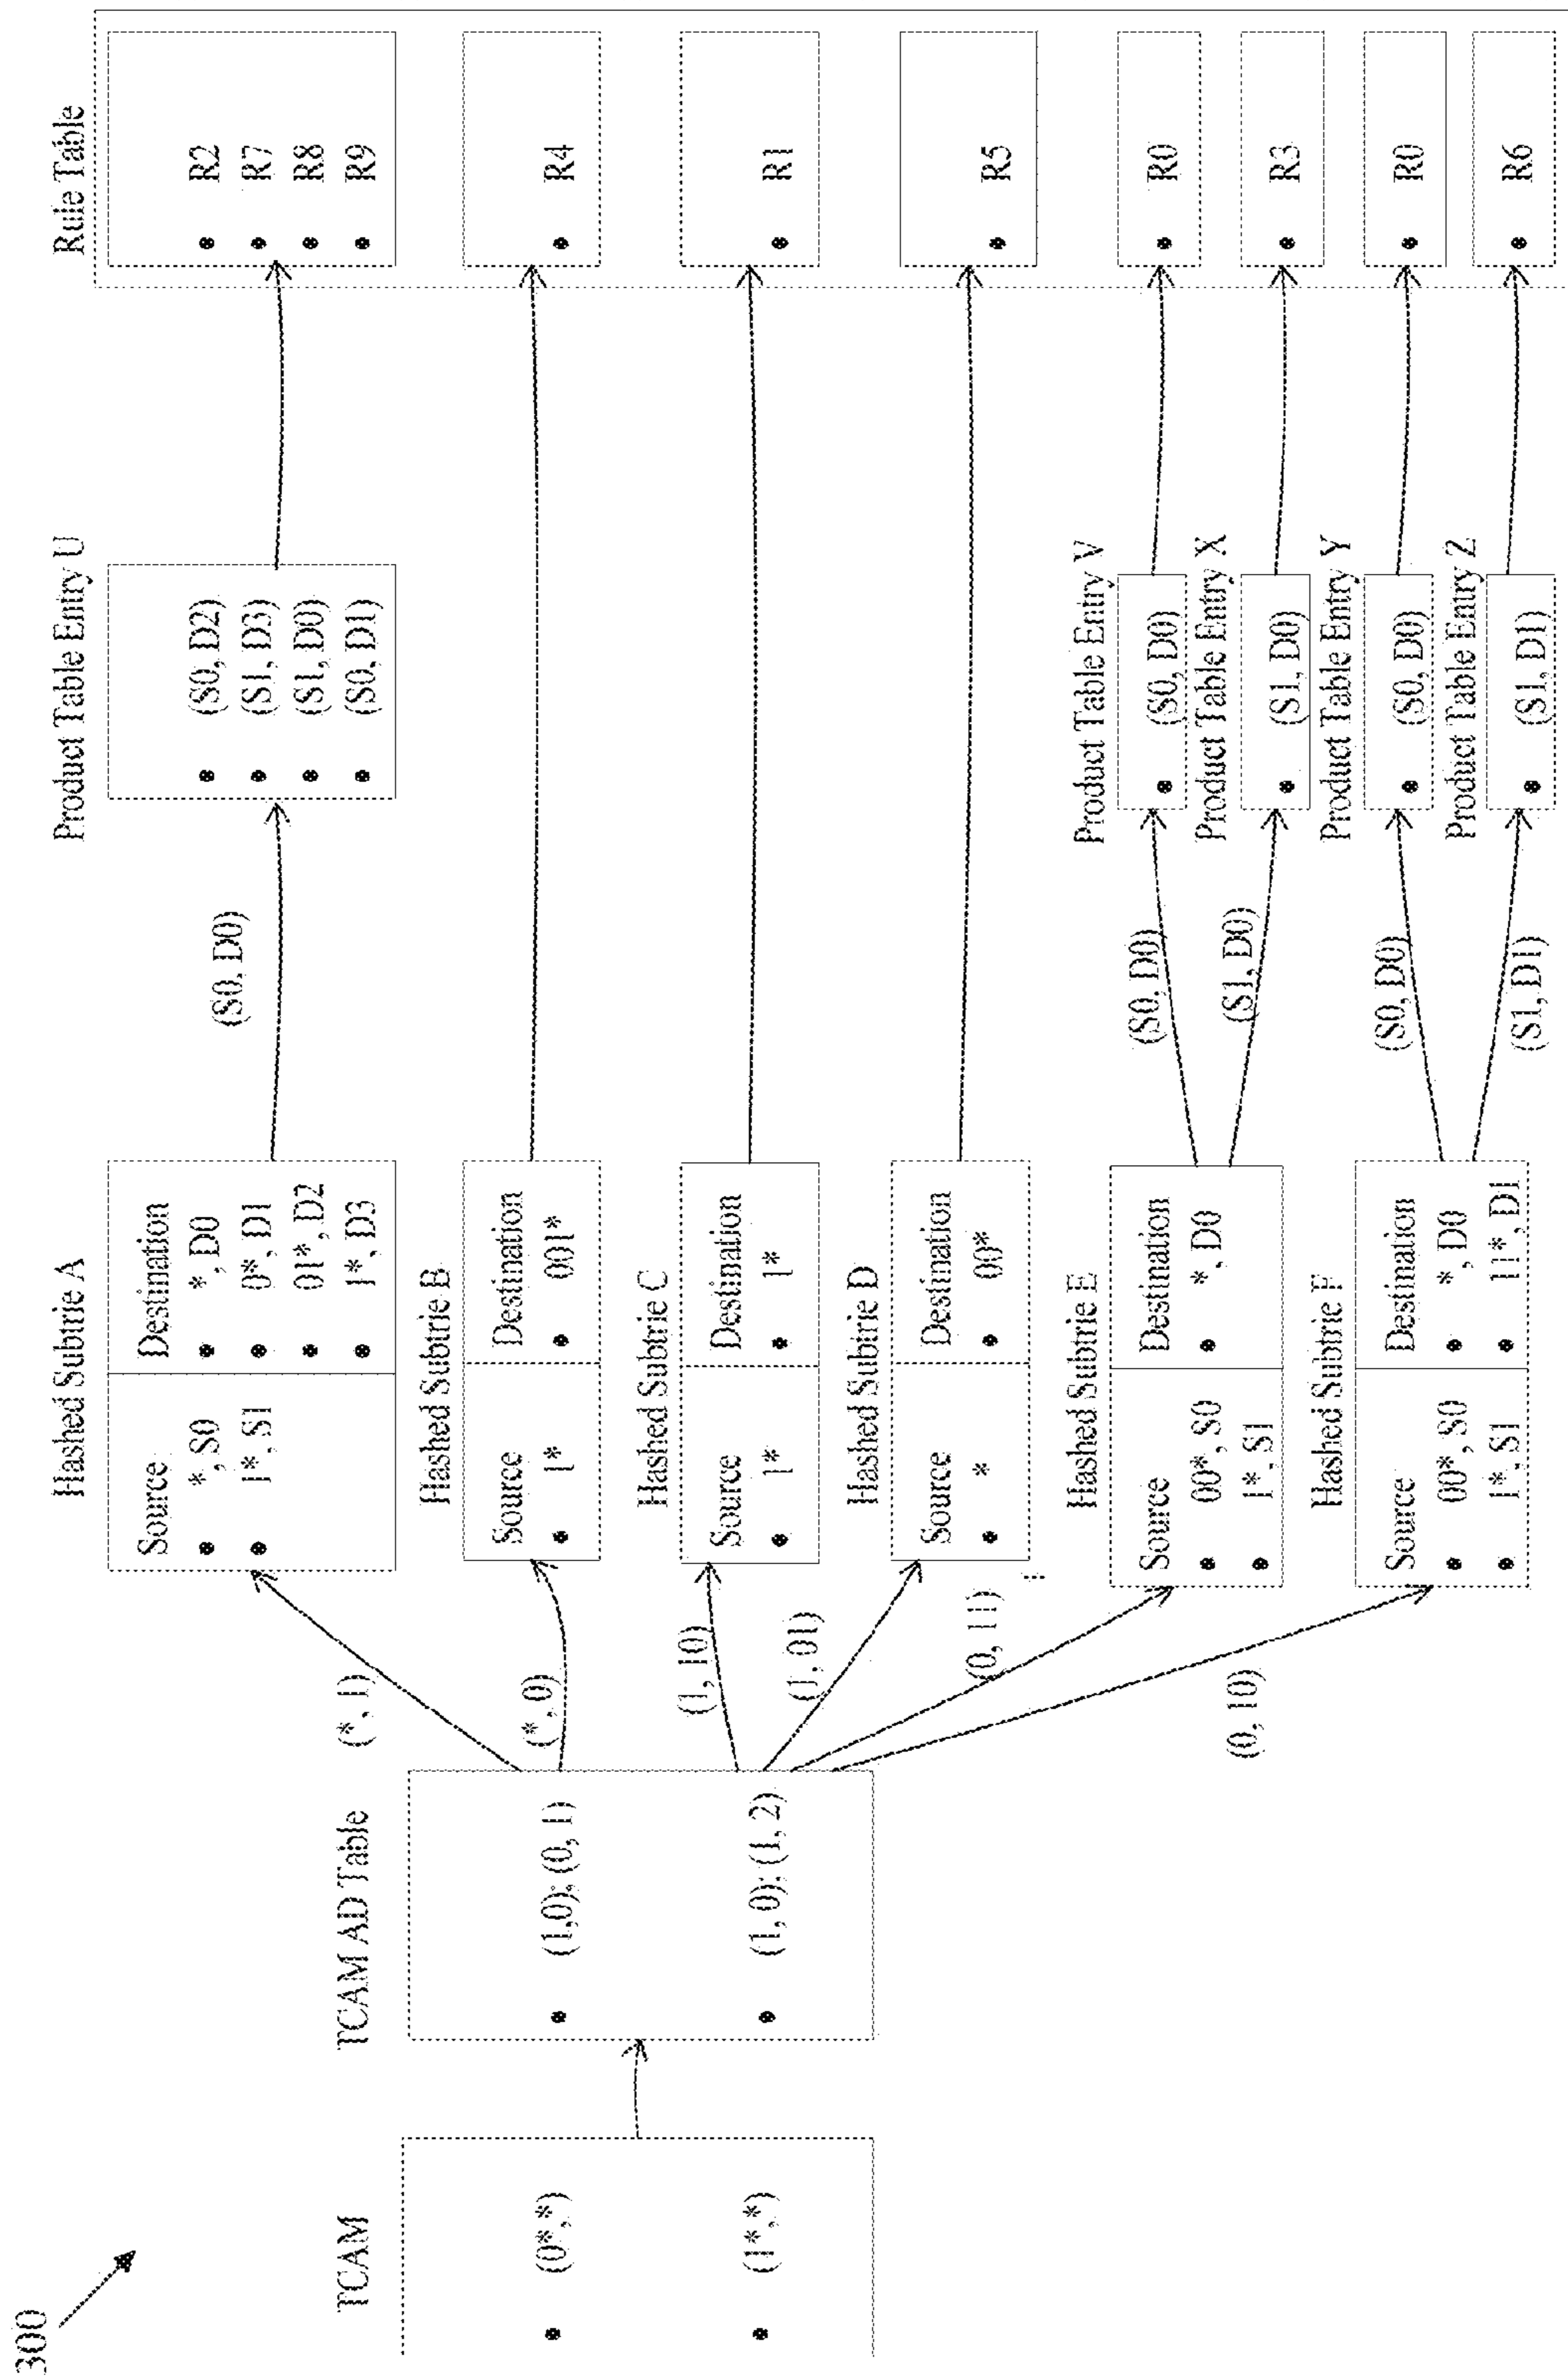 300
TCAM
(0*,*)
(1*,*)
TCAM AD Table
(1,0); (0, 1)
(1, 0); (1, 2)
(*, 1)
(*, 0)
(1, 10)
(1, 01)
(0, 11)
(0, 10)
Hashed Subtrie A
Source
*, S0
1*, S1
Destination
*, D0
0*, D1
01*, D2
1*, D3
Hashed Subtrie B
Source
1*
Destination
001*
Hashed Subtrie C
Source
1*
Destination
1*
Hashed Subtrie D
Source
*
Destination
00*
Hashed Subtrie E
Source
00*, S0
1*, S1
Destination
*, D0
Hashed Subtrie F
Source
00*, S0
1*, S1
Destination
*, D0
11*, D1
(S0, D0)
(S0, D0)
(S1, D0)
(S0, D0)
(S1, D1)
Product Table Entry U
(S0, D2)
(S1, D3)
(S1, D0)
(S0, D1)
Product Table Entry V
(S0, D0)
Product Table Entry X
(S1, D0)
Product Table Entry Y
(S0, D0)
Product Table Entry Z
(S1, D1)
Rule Table
R2
R7
R8
R9
R4
R1
R5
R0
R3
R0
R6